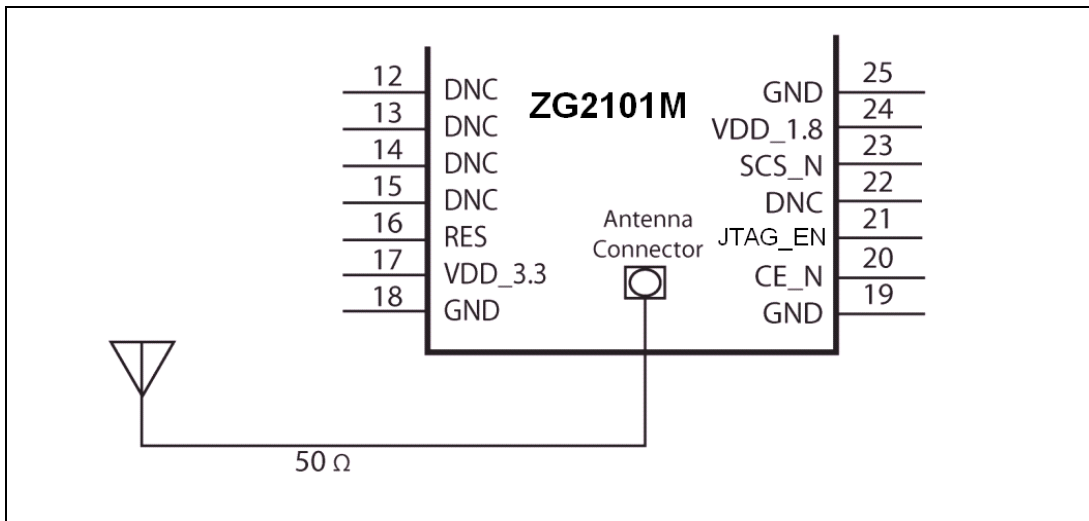 12 DNC
13 DNC
14 DNC
15 DNC
16 RES
17 VDD_3.3
18 GND
ZG2101M
Antenna
Connector
GND 25
VDD_1.8 24
SCS_N 23
DNC 22
JTAG_EN 21
CE_N 20
GND 19
50 Ω